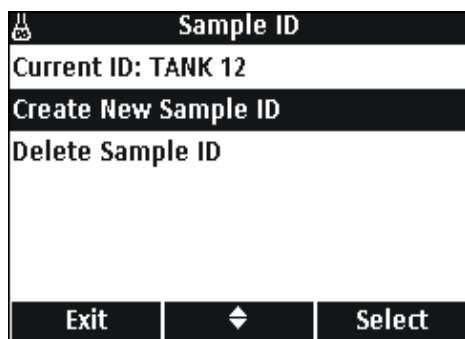 Sample ID
Current ID: TANK 12
Create New Sample ID
Delete Sample ID
Exit Select